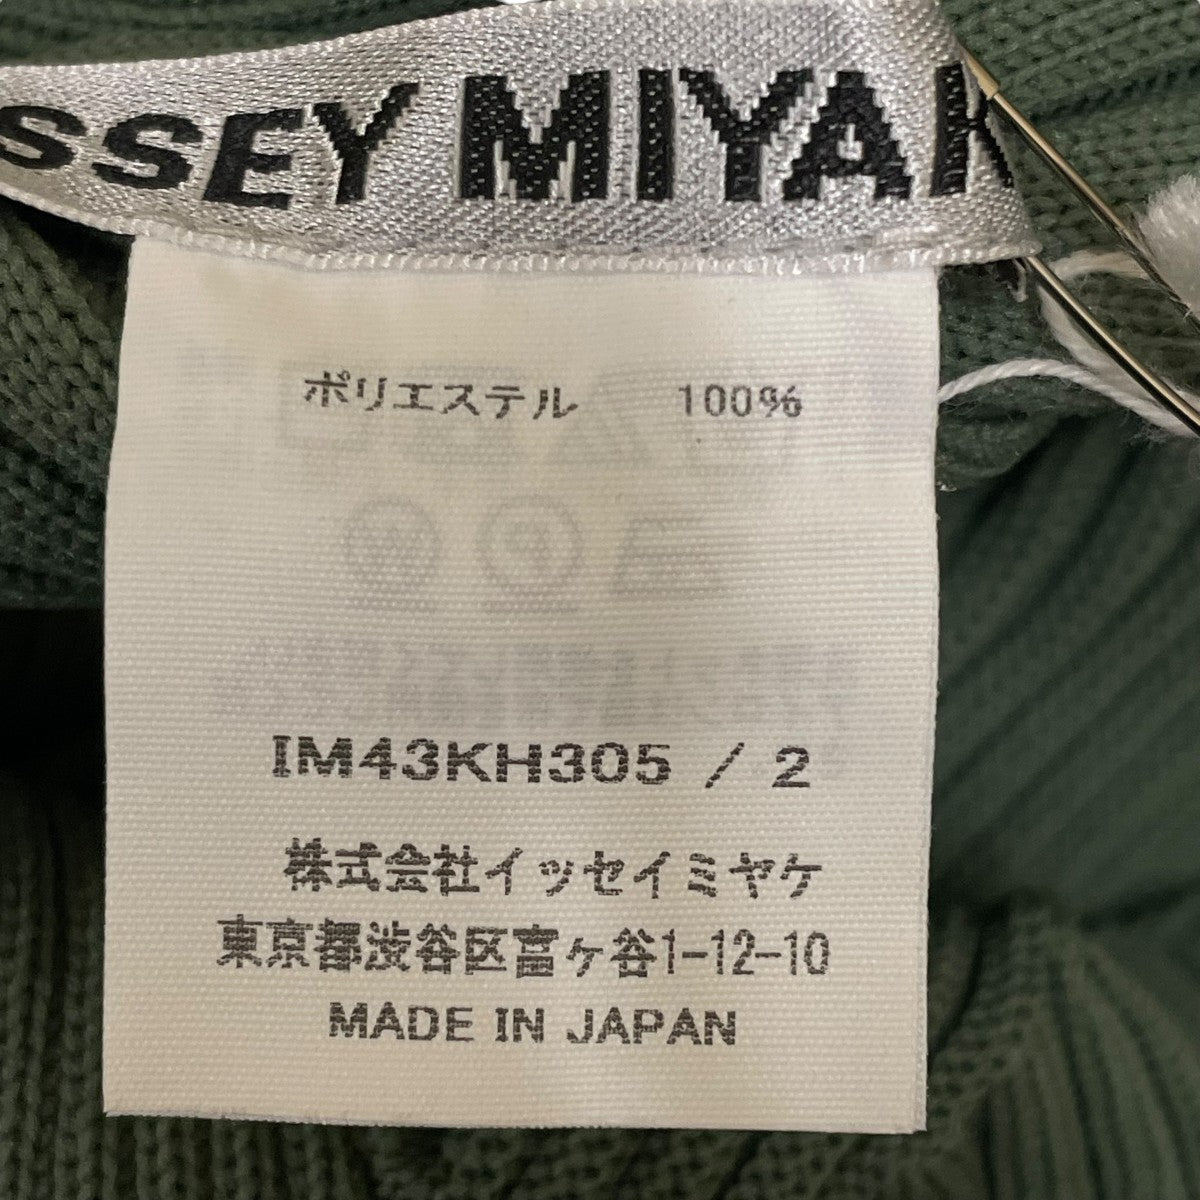 SSEY MIYAK
ポリエステル 100%
IM43KH305 / 2
株式会社イッセイミヤケ
東京都渋谷区富ヶ谷1-12-10
MADE IN JAPAN